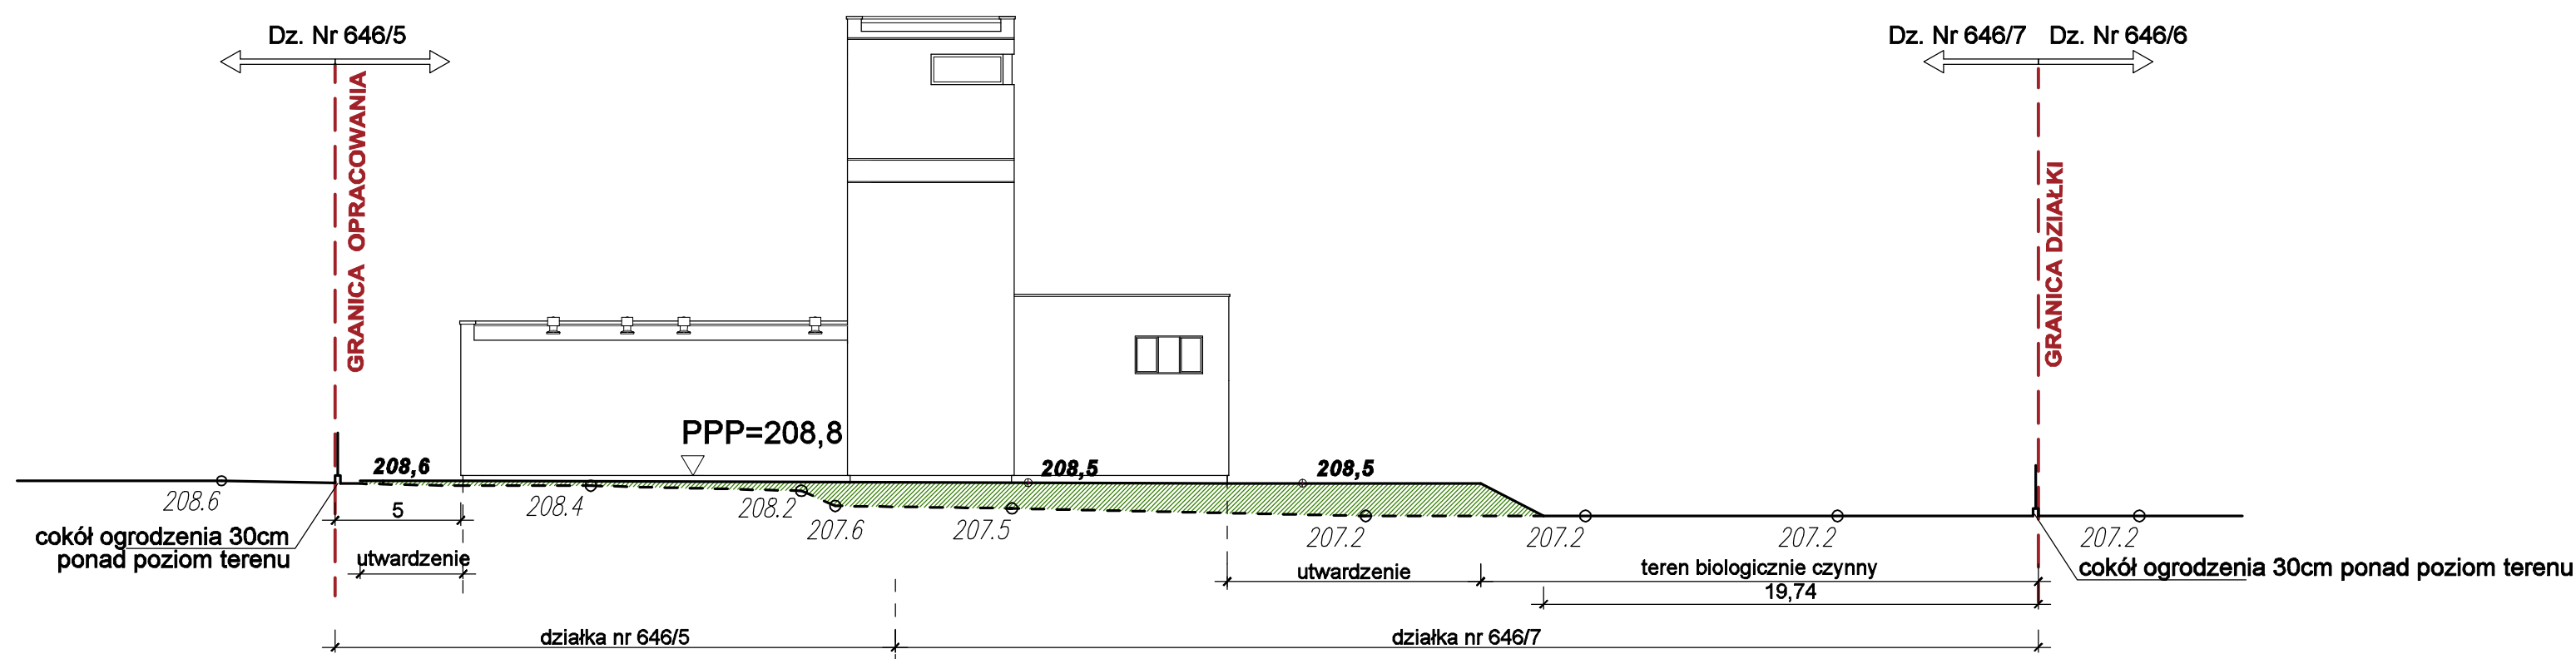 Dz. Nr 646/5
Dz. Nr 646/7 Dz. Nr 646/6
GRANICA OPRACOWANIA
GRANICA DZIAŁKI
PPP=208,8
208,6
208,5
208,5
208.6
5
208.4
208.2
207.6
207.5
207.2
207.2
207.2
207.2
cokół ogrodzenia 30cm
ponad poziom terenu
utwardzenie
utwardzenie
teren biologicznie czynny
cokół ogrodzenia 30cm ponad poziom terenu
19,74
działka nr 646/5
działka nr 646/7